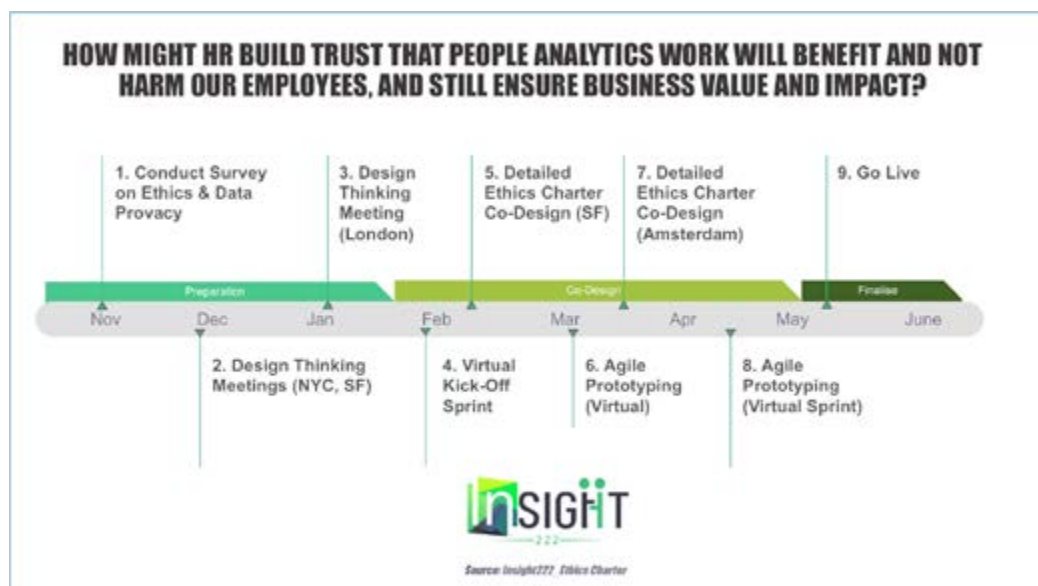 HOW MIGHT HR BUILD TRUST THAT PEOPLE ANALYTICS WORK WILL BENEFIT AND NOT
HARM OUR EMPLOYEES, AND STILL ENSURE BUSINESS VALUE AND IMPACT?
1. Conduct Survey
on Ethics & Data
Provacy
3. Design
Thinking
Meeting
(London)
5. Detailed
Ethics Charter
Co-Design (SF)
7. Detailed
Ethics Charter
Co-Design
(Amsterdam)
9. Go Live
Preparation
Co-Design
Finalise
Nov
Dec
Jan
Feb
Mar
Apr
May
June
2. Design Thinking
Meetings (NYC, SF)
4. Virtual
Kick-Off
Sprint
6. Agile
Prototyping
(Virtual)
8. Agile
Prototyping
(Virtual Sprint)
INSIGHT
222
Source: Insight222 Ethics Charter